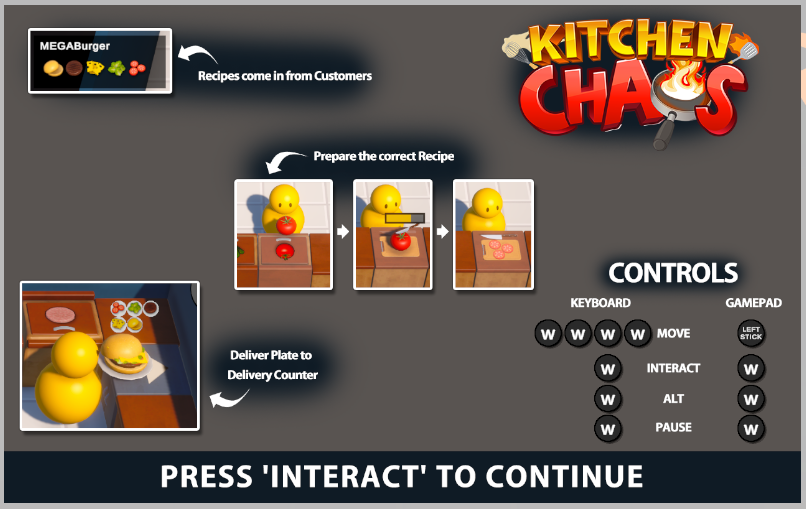 MEGABurger
Recipes come in from Customers
KITCHEN
CHAOS
Prepare the correct Recipe
Deliver Plate to
Delivery Counter
CONTROLS
KEYBOARD GAMEPAD
W W W W MOVE LEFT STICK
W INTERACT W
W ALT W
W PAUSE W
PRESS 'INTERACT' TO CONTINUE